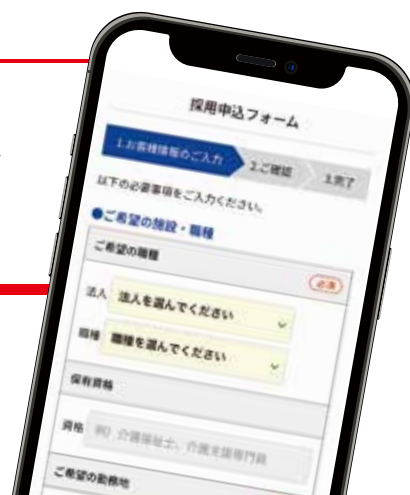 採用申込フォーム
1.お客様情報のご入力 2.ご確認 3.完了
以下の必要事項をご入力ください。
●ご希望の施設・職種
ご希望の職種 必須
法人 法人を選んでください
職種 職種を選んでください
保有資格
資格 例）介護福祉士、介護支援専門員
ご希望の勤務地